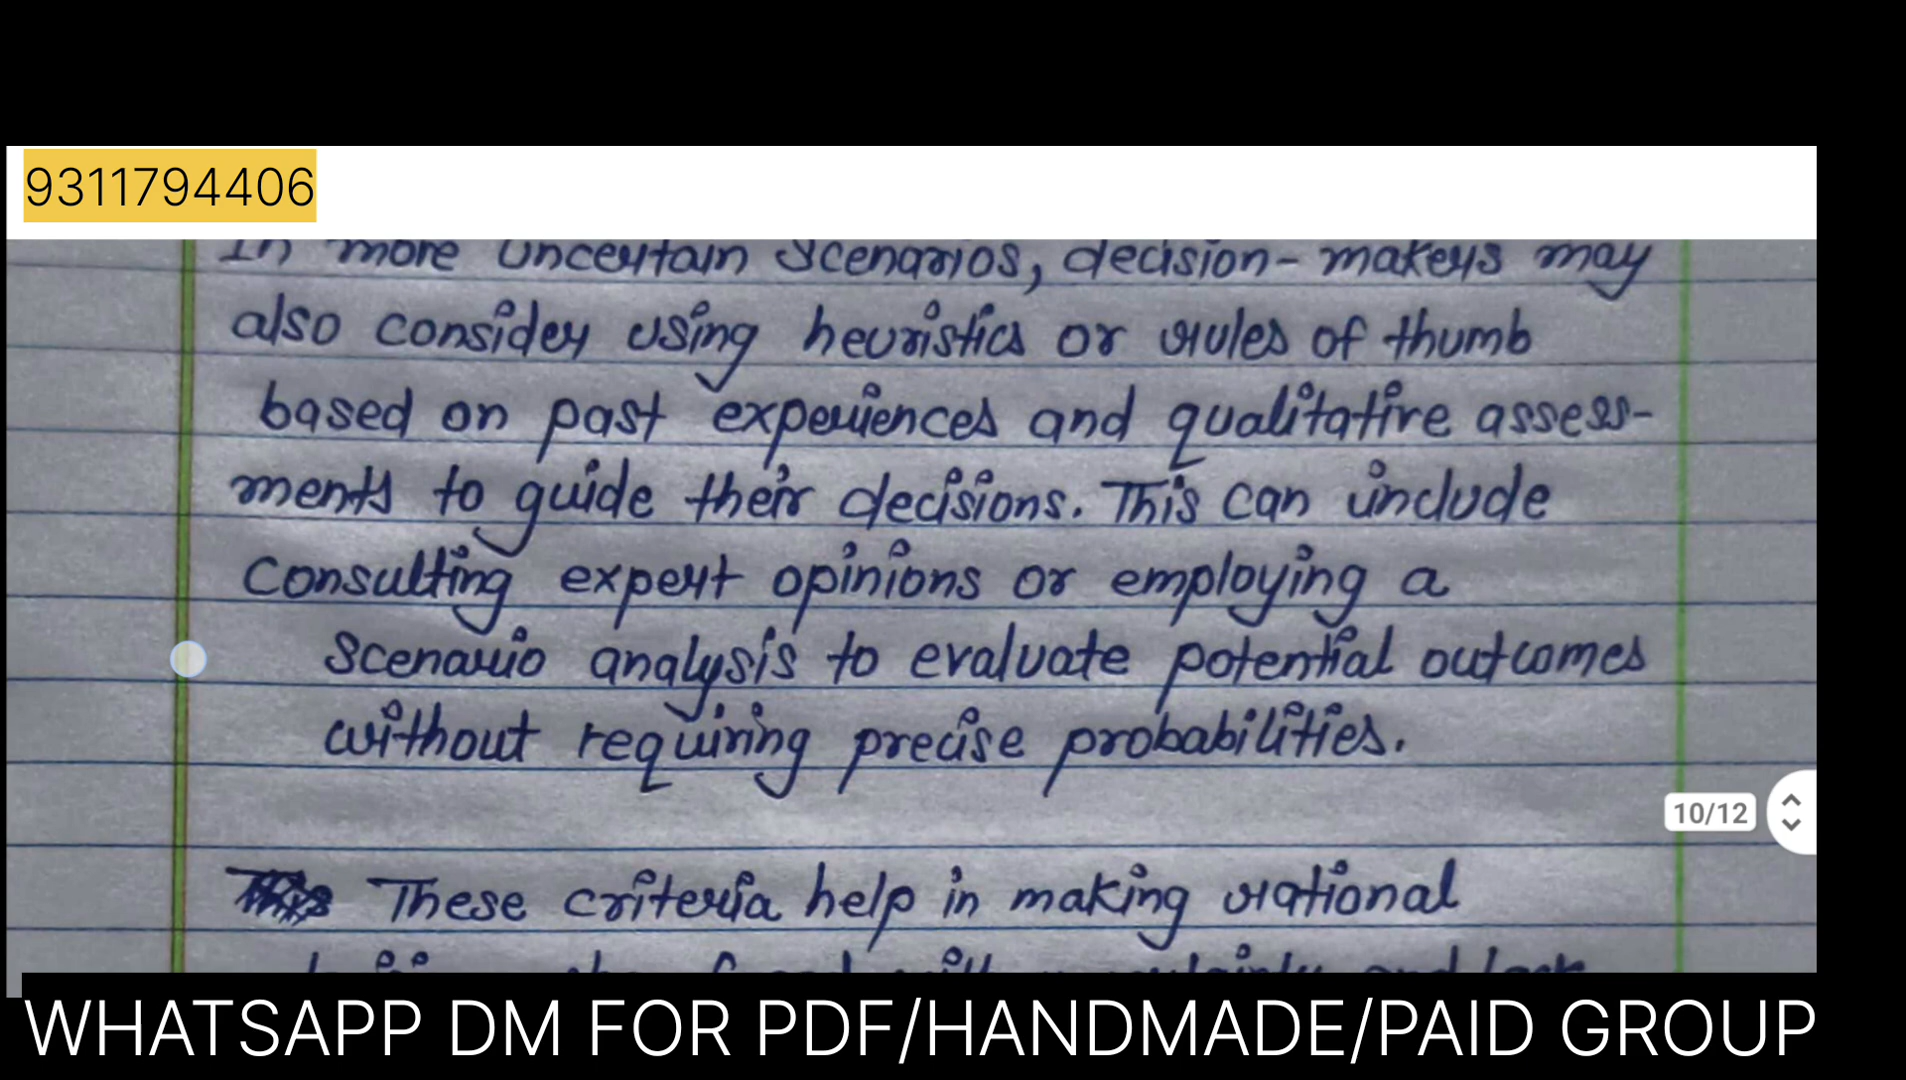 9311794406
In more uncertain scenarios, decision-makers may
also consider using heuristics or rules of thumb
based on past experiences and qualitative assess-
ments to guide their decisions. This can include
Consulting expert opinions or employing a
scenario analysis to evaluate potential outcomes
without requiring precise probabilities.
10/12
This These criteria help in making rational
WHATSAPP DM FOR PDF/HANDMADE/PAID GROUP